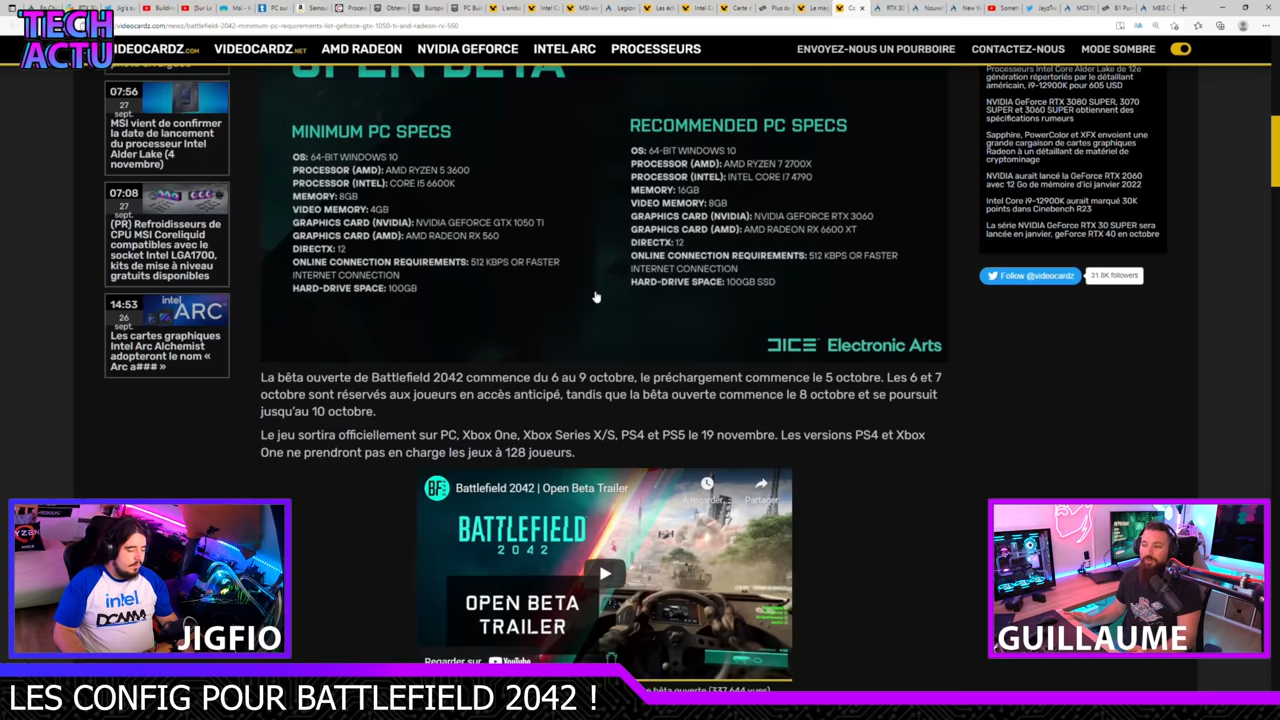 TECH
ACTU
videocardz.com/newz/battlefield-2042-minimum-pc-requirements-list-geforce-gtx-1050-ti-and-radeon-rx-560
VIDEOCARDZ.NET
AMD RADEON
NVIDIA GEFORCE
INTEL ARC
PROCESSEURS
ENVOYEZ-NOUS UN POURBOIRE
CONTACTEZ-NOUS
MODE SOMBRE
OPEN BETA
07:56
27
sept.
MSI vient de confirmer
la date de lancement
du processeur Intel
Alder Lake (4
novembre)
07:08
27
sept.
(PR) Refroidisseurs de
CPU MSI Coreliquid
compatibles avec le
socket Intel LGA1700,
kits de mise à niveau
gratuits disponibles
14:53
26
sept.
intel
ARC
Les cartes graphiques
Intel Arc Alchemist
adopteront le nom «
Arc a### »
MINIMUM PC SPECS
OS: 64-BIT WINDOWS 10
PROCESSOR (AMD): AMD RYZEN 5 3600
PROCESSOR (INTEL): CORE I5 6600K
MEMORY: 8GB
VIDEO MEMORY: 4GB
GRAPHICS CARD (NVIDIA): NVIDIA GEFORCE GTX 1050 TI
GRAPHICS CARD (AMD): AMD RADEON RX 560
DIRECTX: 12
ONLINE CONNECTION REQUIREMENTS: 512 KBPS OR FASTER
INTERNET CONNECTION
HARD-DRIVE SPACE: 100GB
RECOMMENDED PC SPECS
OS: 64-BIT WINDOWS 10
PROCESSOR (AMD): AMD RYZEN 7 2700X
PROCESSOR (INTEL): INTEL CORE I7 4790
MEMORY: 16GB
VIDEO MEMORY: 8GB
GRAPHICS CARD (NVIDIA): NVIDIA GEFORCE RTX 3060
GRAPHICS CARD (AMD): AMD RADEON RX 6600 XT
DIRECTX: 12
ONLINE CONNECTION REQUIREMENTS: 512 KBPS OR FASTER
INTERNET CONNECTION
HARD-DRIVE SPACE: 100GB SSD
DICE Electronic Arts
Processeurs Intel Core Alder Lake de 12e
génération répertoriés par le détaillant
américain, i9-12900K pour 605 USD
NVIDIA GeForce RTX 3080 SUPER, 3070
SUPER et 3060 SUPER obtiennent des
spécifications rumeurs
Sapphire, PowerColor et XFX envoient une
grande cargaison de cartes graphiques
Radeon à un détaillant de matériel de
cryptominage
NVIDIA aurait lancé la GeForce RTX 2060
avec 12 Go de mémoire d'ici janvier 2022
Intel Core i9-12900K aurait marqué 30K
points dans Cinebench R23
La série NVIDIA GeForce RTX 30 SUPER sera
lancée en janvier, geForce RTX 40 en octobre
Follow @videocardz
31.8K followers
La bêta ouverte de Battlefield 2042 commence du 6 au 9 octobre, le préchargement commence le 5 octobre. Les 6 et 7
octobre sont réservés aux joueurs en accès anticipé, tandis que la bêta ouverte commence le 8 octobre et se poursuit
jusqu'au 10 octobre.
Le jeu sortira officiellement sur PC, Xbox One, Xbox Series X/S, PS4 et PS5 le 19 novembre. Les versions PS4 et Xbox
One ne prendront pas en charge les jeux à 128 joueurs.
Battlefield 2042 | Open Beta Trailer
À regarder
Partager
BATTLEFIELD
2042
OPEN BETA
TRAILER
Regarder sur YouTube
intel
JIGFIO
GUILLAUME
LES CONFIG POUR BATTLEFIELD 2042 !